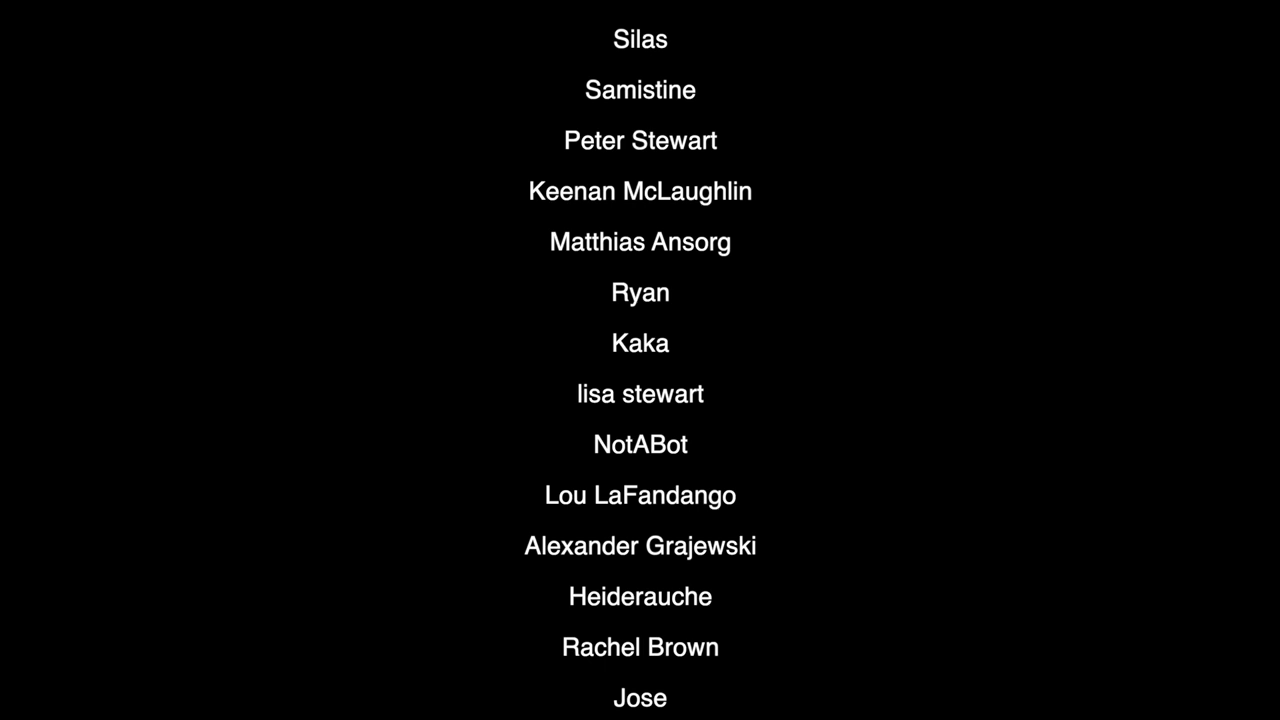 Silas
Samistine
Peter Stewart
Keenan McLaughlin
Matthias Ansorg
Ryan
Kaka
lisa stewart
NotABot
Lou LaFandango
Alexander Grajewski
Heiderauche
Rachel Brown
Jose